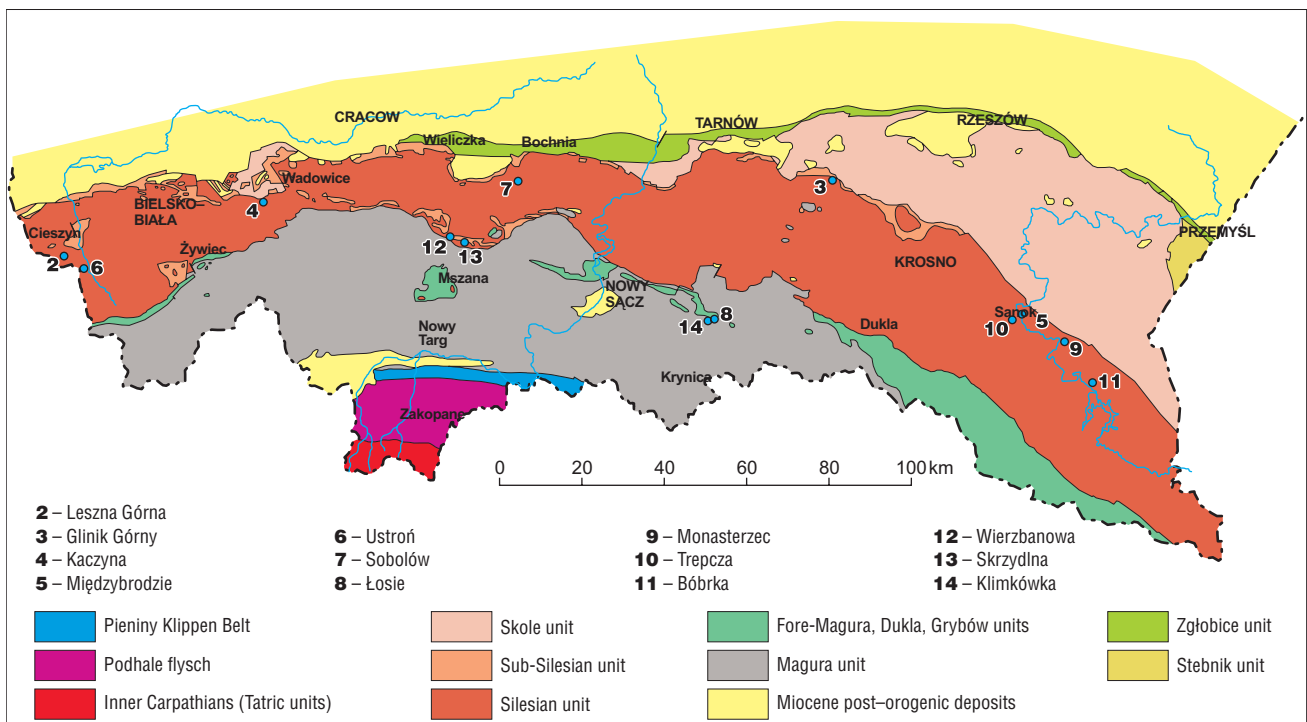 CRACOW
TARNÓW
RZESZÓW
Wieliczka
Bochnia
Wadowice
BIELSKO–
BIAŁA
4
7
3
Cieszyn
Żywiec
12
13
PRZEMYŚL
2
6
Mszana
KROSNO
NOWY
SĄCZ
Nowy
Targ
14
8
Dukla
10
Sanok
5
9
Krynica
11
Zakopane
0 20 40 60 80 100 km
2 – Leszna Górna
3 – Glinik Górny
4 – Kaczyna
5 – Międzybrodzie
6 – Ustroń
7 – Sobolów
8 – Łosie
9 – Monasterzec
10 – Trepcza
11 – Bóbrka
12 – Wierzbanowa
13 – Skrzydlna
14 – Klimkówka
Pieniny Klippen Belt
Podhale flysch
Inner Carpathians (Tatric units)
Skole unit
Sub-Silesian unit
Silesian unit
Fore-Magura, Dukla, Grybów units
Magura unit
Miocene post–orogenic deposits
Zgłobice unit
Stebnik unit